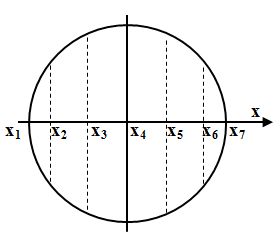 x
x₁ x₂ x₃ x₄ x₅ x₆ x₇